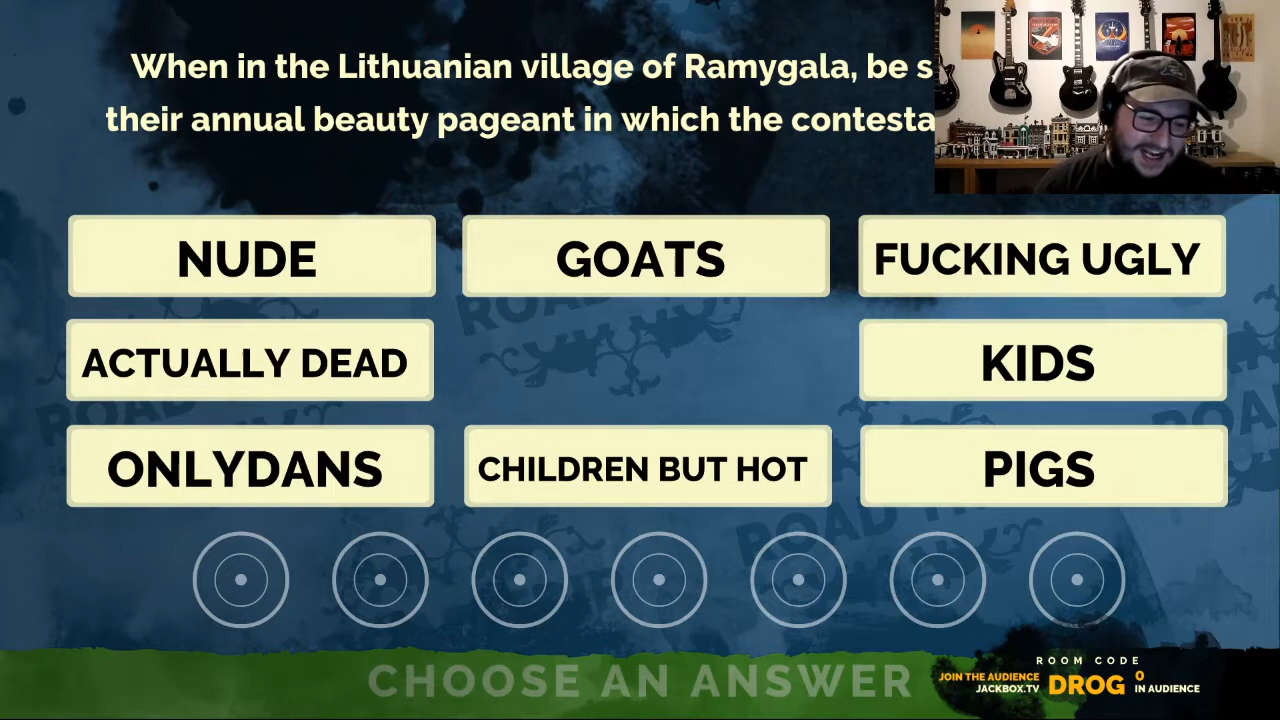 When in the Lithuanian village of Ramygala, be s
their annual beauty pageant in which the contesta
NUDE
GOATS
FUCKING UGLY
ACTUALLY DEAD
KIDS
ONLYDANS
CHILDREN BUT HOT
PIGS
CHOOSE AN ANSWER
ROOM CODE
JOIN THE AUDIENCE
JACKBOX.TV
DROG
0
IN AUDIENCE